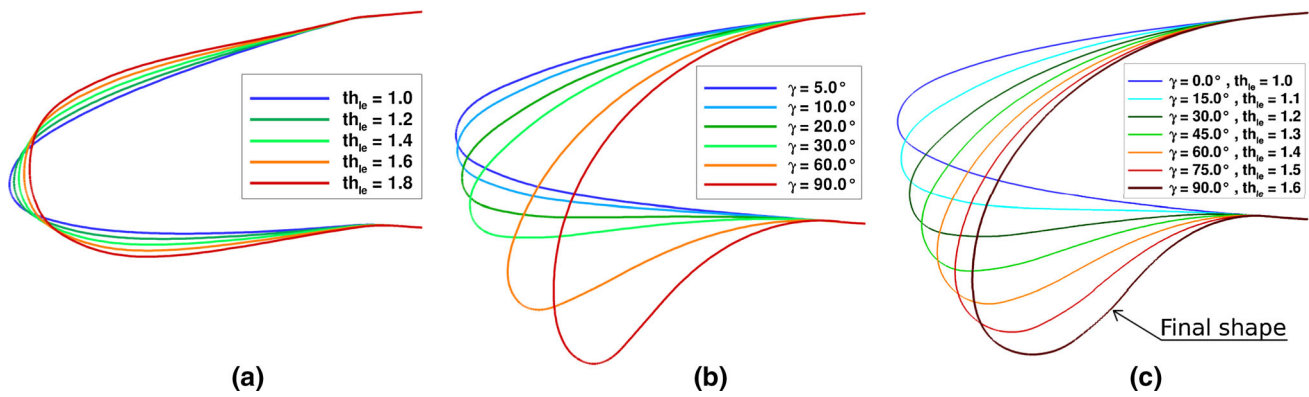 th_le = 1.0
th_le = 1.2
th_le = 1.4
th_le = 1.6
th_le = 1.8
(a)
γ = 5.0°
γ = 10.0°
γ = 20.0°
γ = 30.0°
γ = 60.0°
γ = 90.0°
(b)
γ = 0.0° , th_le = 1.0
γ = 15.0° , th_le = 1.1
γ = 30.0° , th_le = 1.2
γ = 45.0° , th_le = 1.3
γ = 60.0° , th_le = 1.4
γ = 75.0° , th_le = 1.5
γ = 90.0° , th_le = 1.6
Final shape
(c)